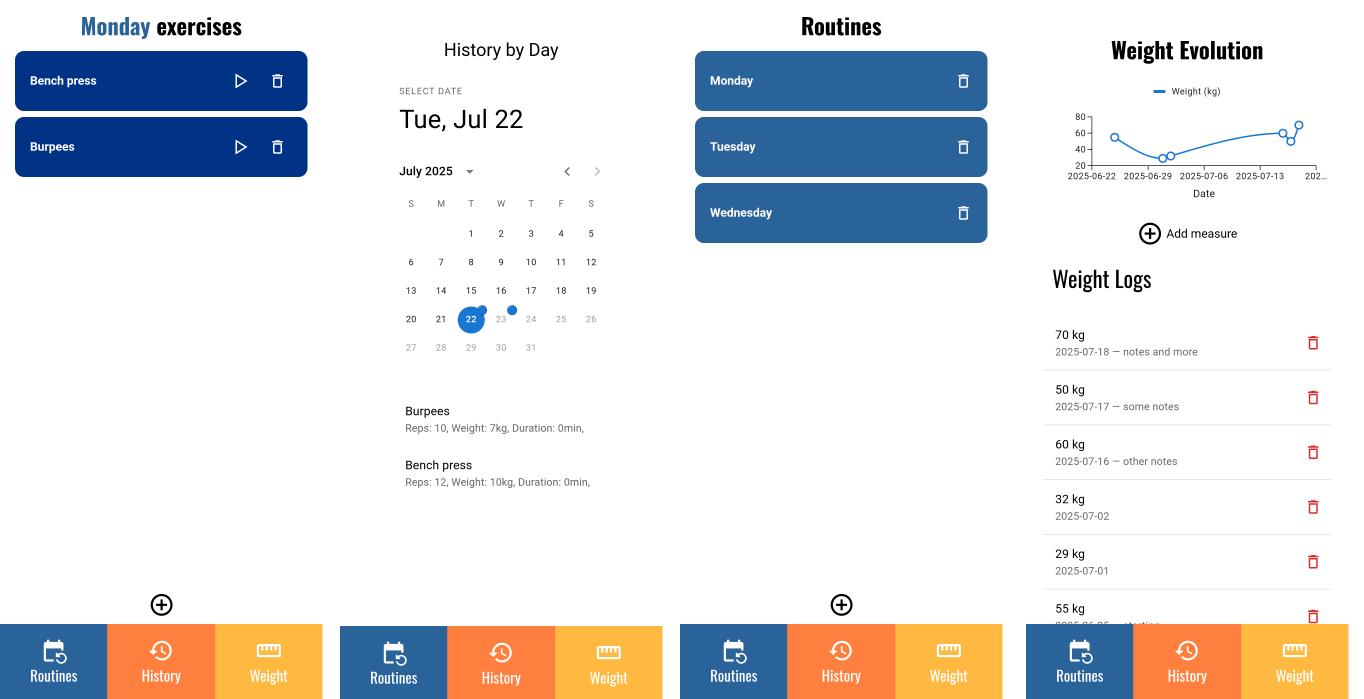 Monday exercises
Bench press
Burpees
Routines
History
Weight
History by Day
SELECT DATE
Tue, Jul 22
July 2025
S M T W T F S
1 2 3 4 5
6 7 8 9 10 11 12
13 14 15 16 17 18 19
20 21 22 23 24 25 26
27 28 29 30 31
Burpees
Reps: 10, Weight: 7kg, Duration: 0min,
Bench press
Reps: 12, Weight: 10kg, Duration: 0min,
Routines
History
Weight
Routines
Monday
Tuesday
Wednesday
Routines
History
Weight
Weight Evolution
Weight (kg)
80
60
40
20
2025-06-22 2025-06-29 2025-07-06 2025-07-13 202...
Date
Add measure
Weight Logs
70 kg
2025-07-18 — notes and more
50 kg
2025-07-17 — some notes
60 kg
2025-07-16 — other notes
32 kg
2025-07-02
29 kg
2025-07-01
55 kg
Routines
History
Weight